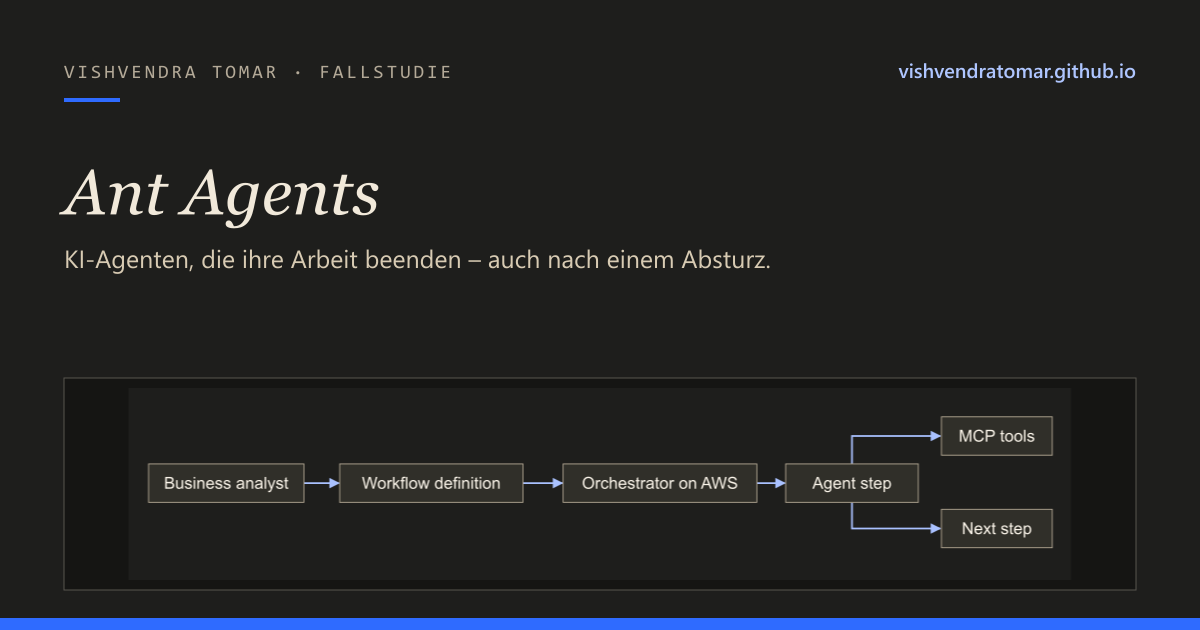 VISHVENDRA TOMAR · FALLSTUDIE
vishvendratomar.github.io
Ant Agents
KI-Agenten, die ihre Arbeit beenden – auch nach einem Absturz.
Business analyst
Workflow definition
Orchestrator on AWS
Agent step
MCP tools
Next step